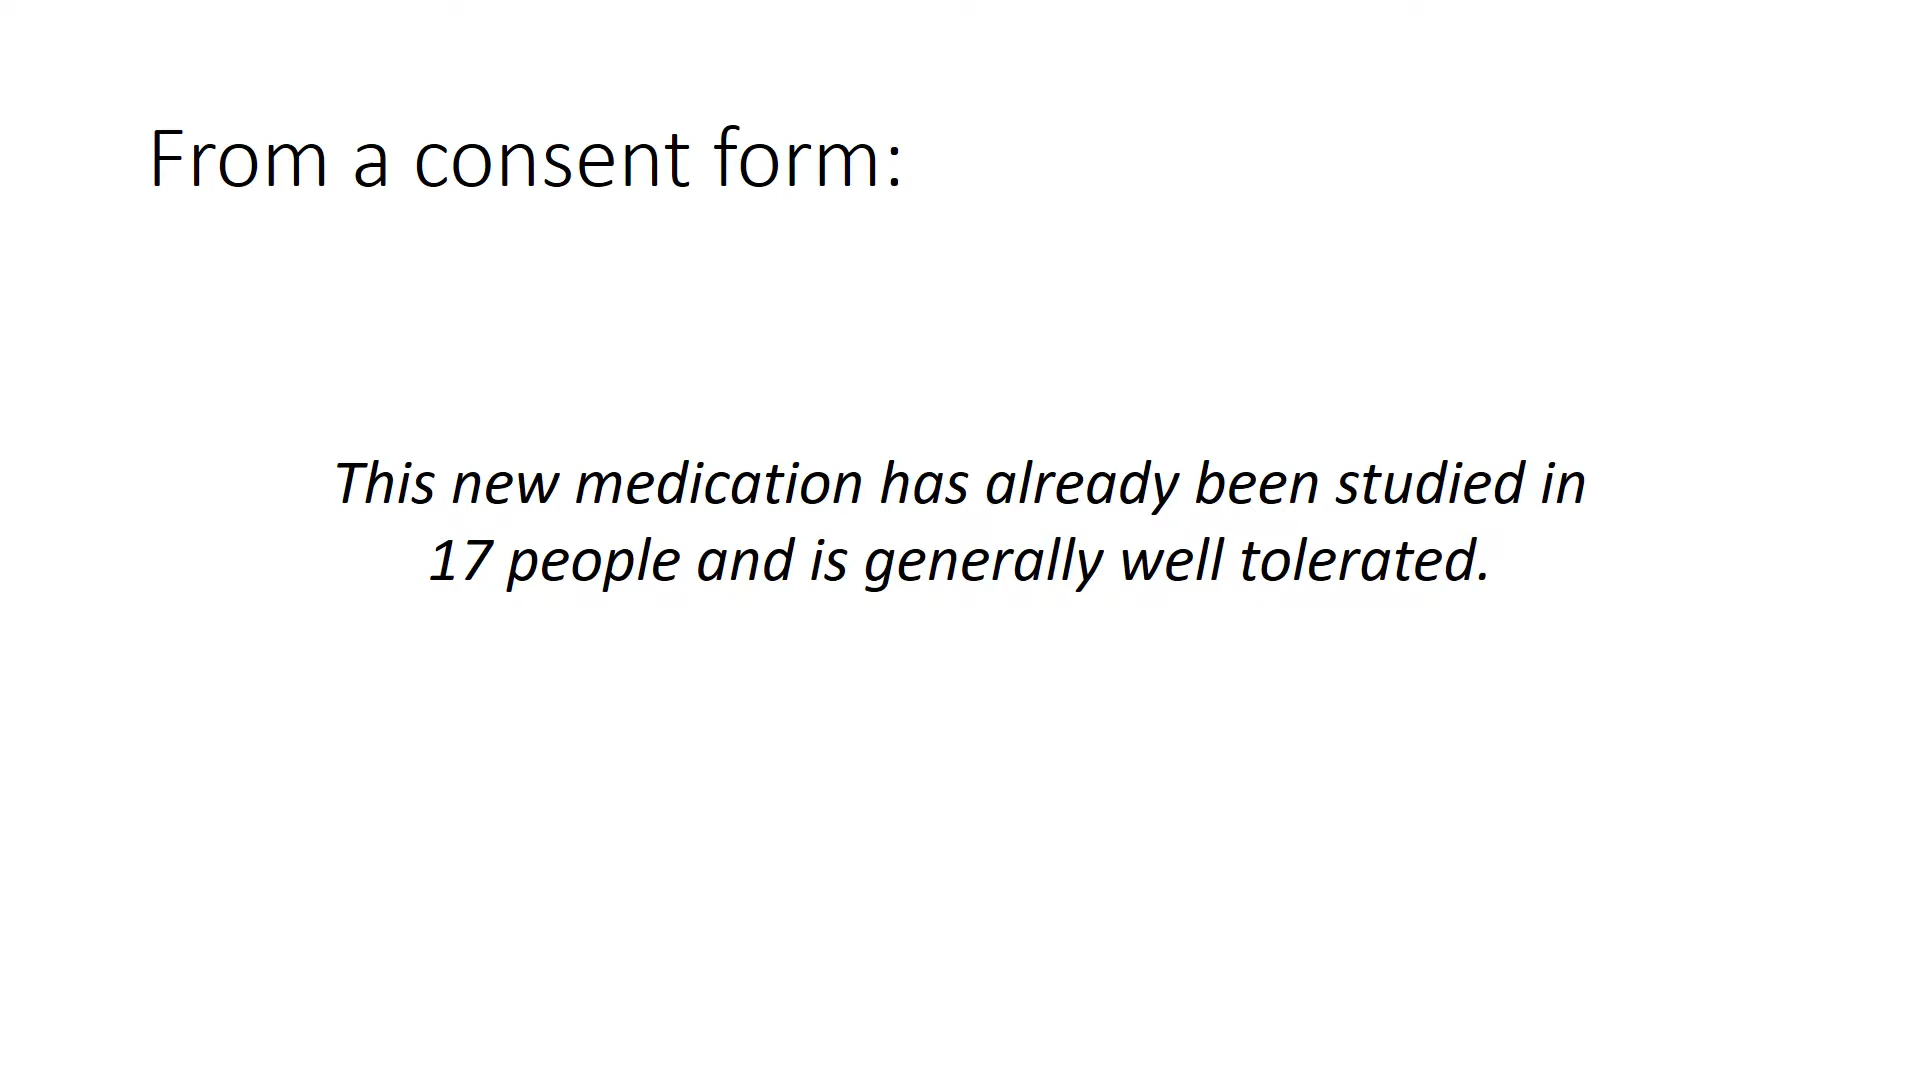 From a consent form:
This new medication has already been studied in
17 people and is generally well tolerated.